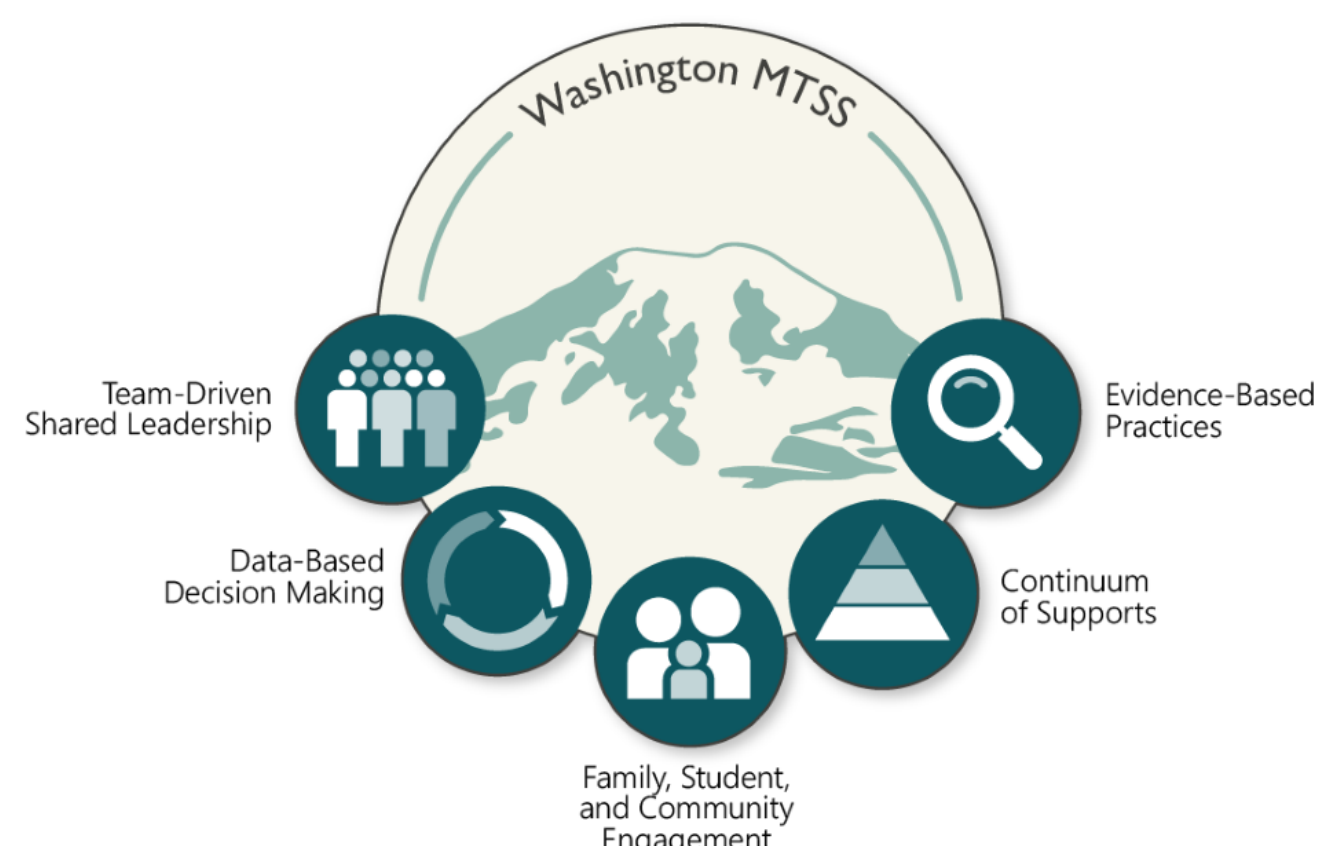 Washington MTSS
Team-Driven
Shared Leadership
Evidence-Based
Practices
Data-Based
Decision Making
Continuum
of Supports
Family, Student,
and Community
Engagement